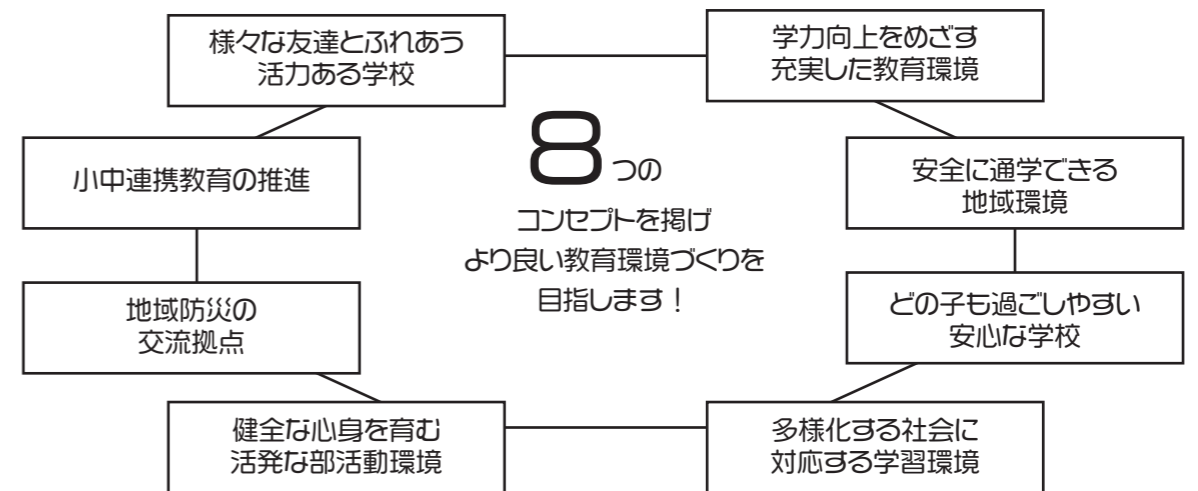 様々な友達とふれあう
活力ある学校
学力向上をめざす
充実した教育環境
小中連携教育の推進
8つの
コンセプトを掲げ
より良い教育環境づくりを
目指します！
安全に通学できる
地域環境
地域防災の
交流拠点
どの子も過ごしやすい
安心な学校
健全な心身を育む
活発な部活動環境
多様化する社会に
対応する学習環境